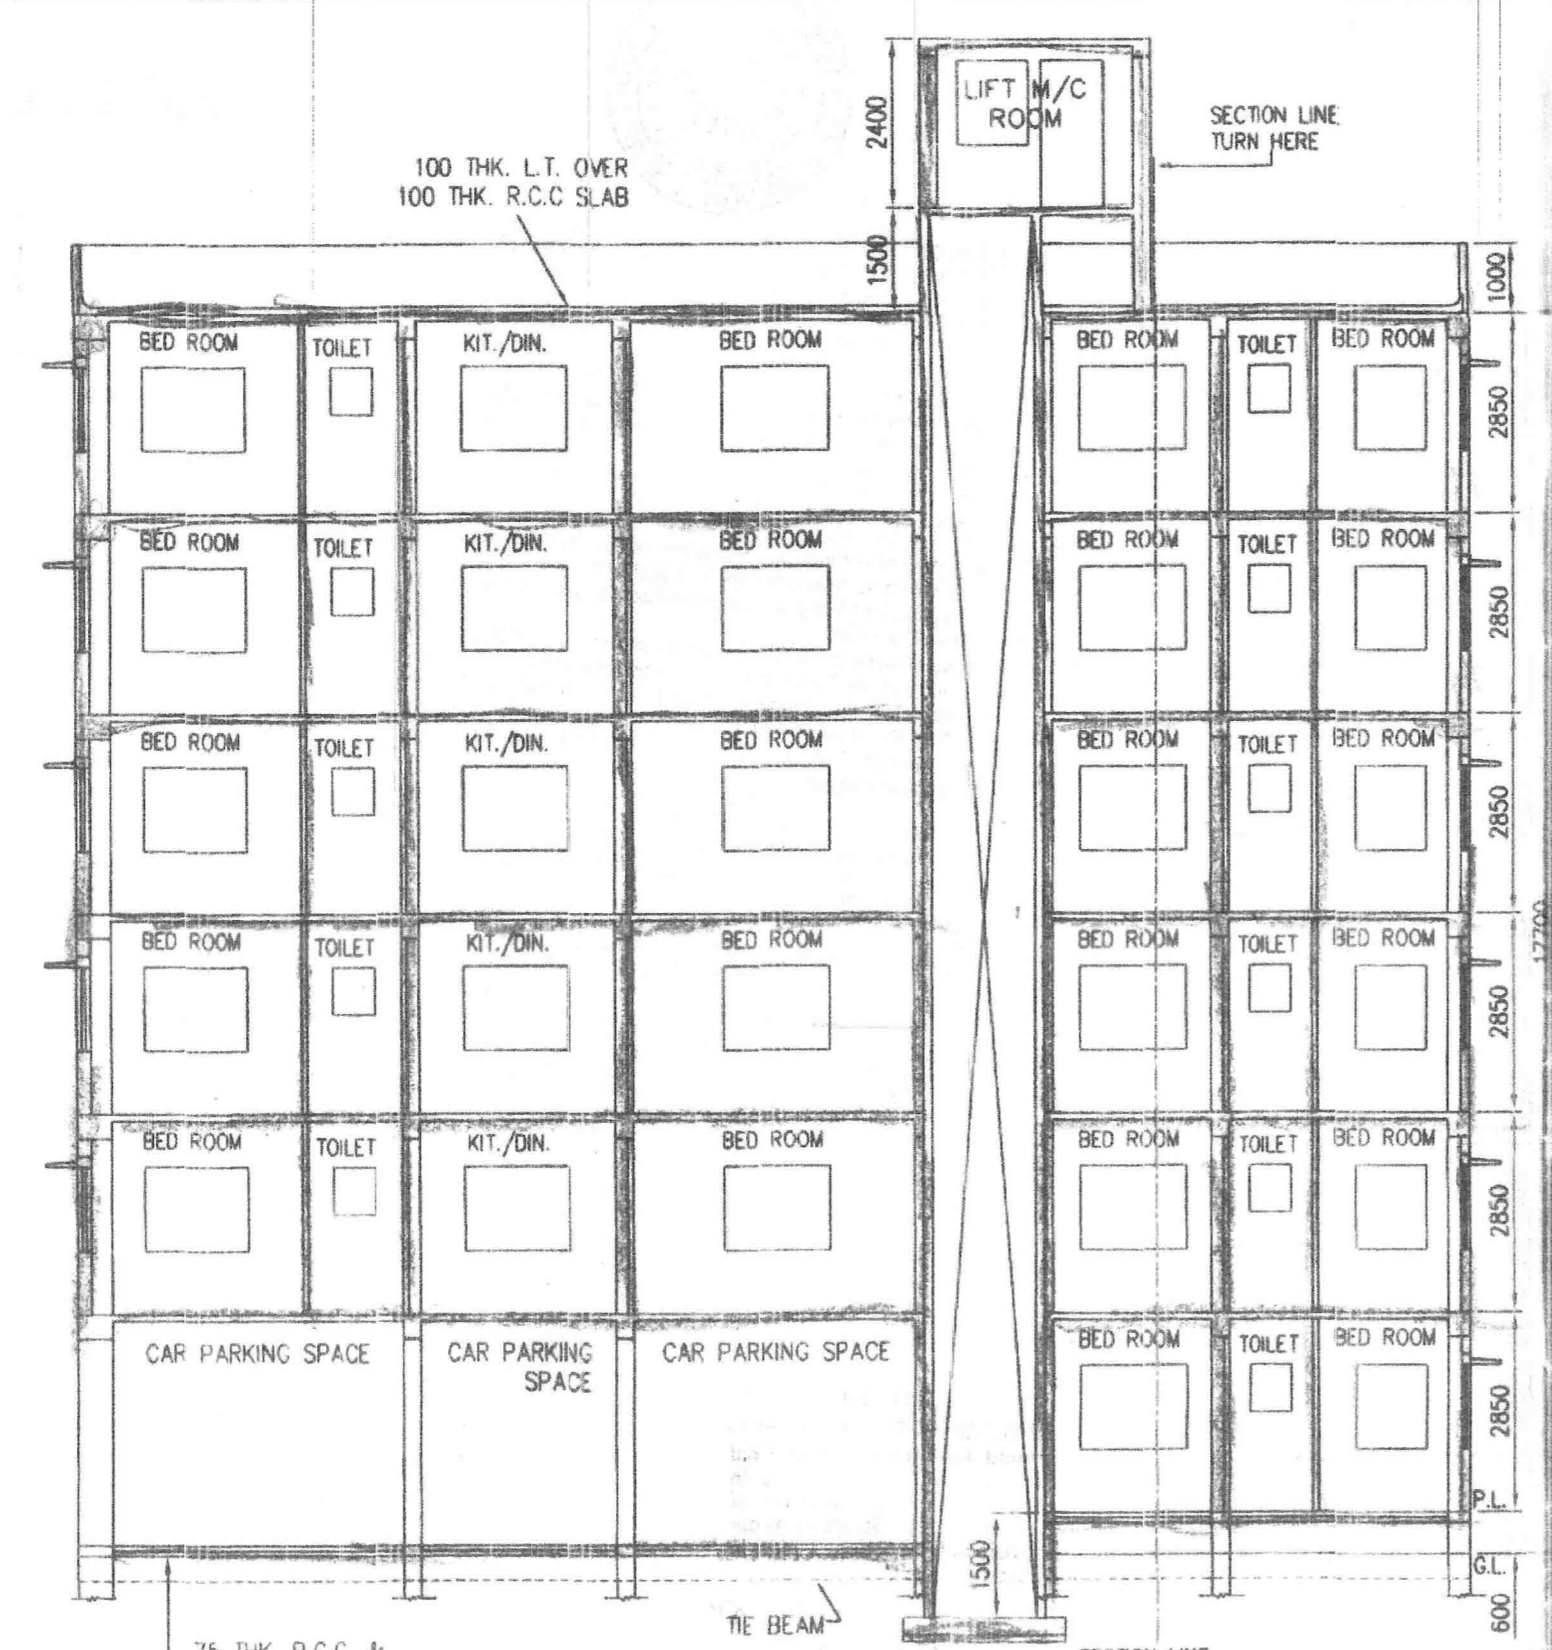 LIFT M/C
ROOM
2400
SECTION LINE
TURN HERE
100 THK. L.T. OVER
100 THK. R.C.C SLAB
1500
1000
BED ROOM TOILET KIT./DIN. BED ROOM BED ROOM TOILET BED ROOM
2850
BED ROOM TOILET KIT./DIN. BED ROOM BED ROOM TOILET BED ROOM
2850
BED ROOM TOILET KIT./DIN. BED ROOM BED ROOM TOILET BED ROOM
2850
17700
BED ROOM TOILET KIT./DIN. BED ROOM BED ROOM TOILET BED ROOM
2850
BED ROOM TOILET KIT./DIN. BED ROOM BED ROOM TOILET BED ROOM
2850
CAR PARKING SPACE CAR PARKING SPACE CAR PARKING SPACE BED ROOM TOILET BED ROOM
2850
P.L.
1500
G.L.
600
TIE BEAM
75 THK. P.C.C. &
SECTION LINE